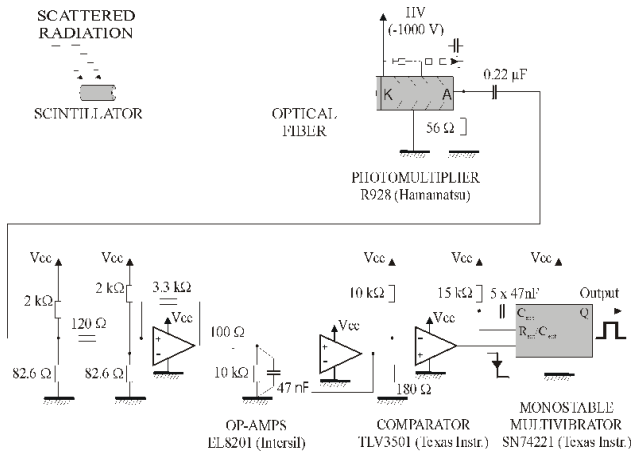 SCATTERED
RADIATION
HV
(-1000 V)
0.22 µF
K
A
SCINTILLATOR
OPTICAL
FIBER
56 Ω
PHOTOMULTIPLIER
R928 (Hamamatsu)
Vcc
Vcc
Vcc
Vcc
Vcc
2 kΩ
2 kΩ
3.3 kΩ
10 kΩ
15 kΩ
5 x 47nF
Output
Vcc
Vcc
Vcc
120 Ω
100 Ω
+
-
+
-
+
-
Cext
Q
Rext/Cext
82.6 Ω
82.6 Ω
10 kΩ
47 nF
180 Ω
OP-AMPS
EL8201 (Intersil)
COMPARATOR
TLV3501 (Texas Instr.)
MONOSTABLE
MULTIVIBRATOR
SN74221 (Texas Instr.)